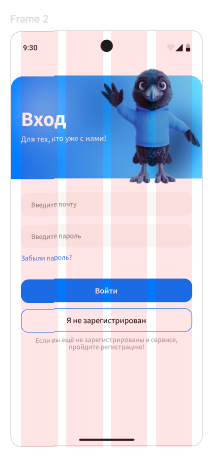 Frame 2
9:30
Вход
Для тех, кто уже с нами!
Введите почту
Введите пароль
Забыли пароль?
Войти
Я не зарегистрирован
Если вы ещё не зарегистрированы в сервисе,
пройдите регистрацию!